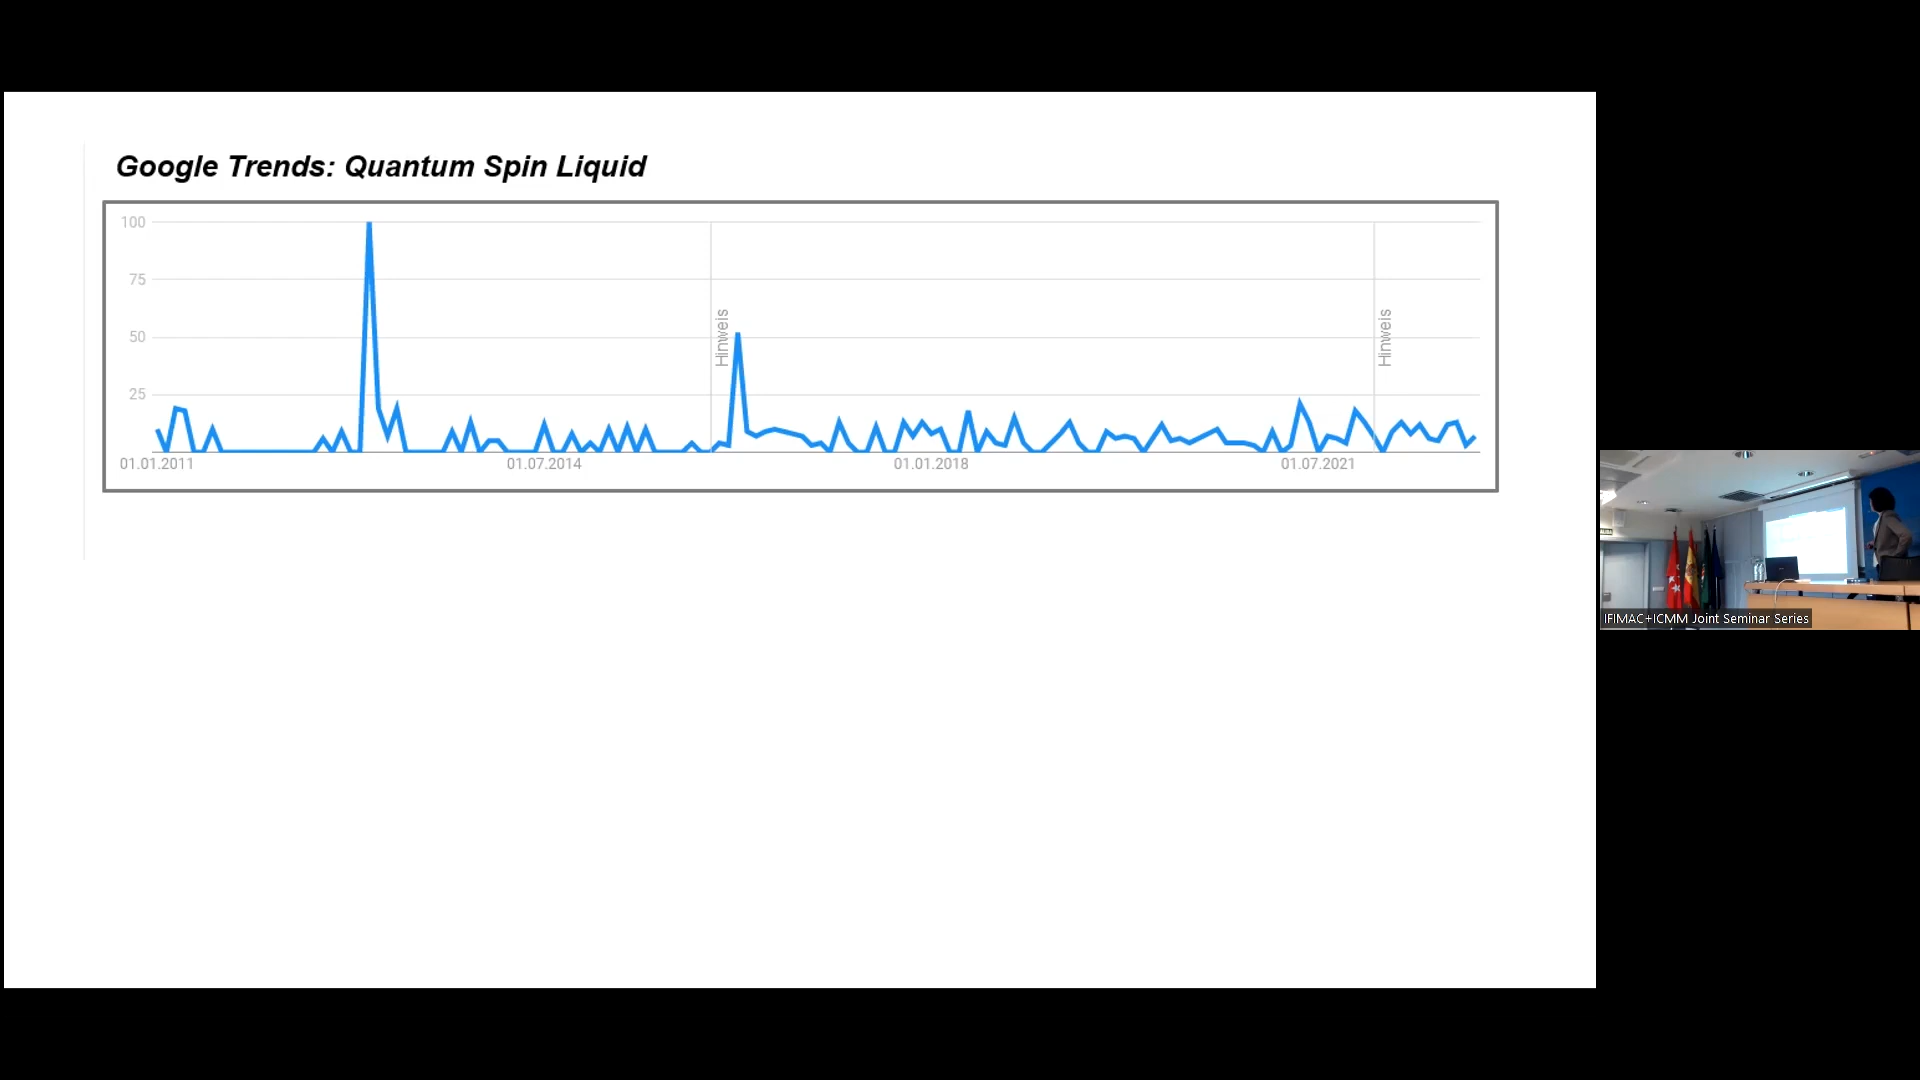 Google Trends: Quantum Spin Liquid
100
75
50
25
Hinweis
Hinweis
01.01.2011
01.07.2014
01.01.2018
01.07.2021
IFIMAC+ICMM Joint Seminar Series